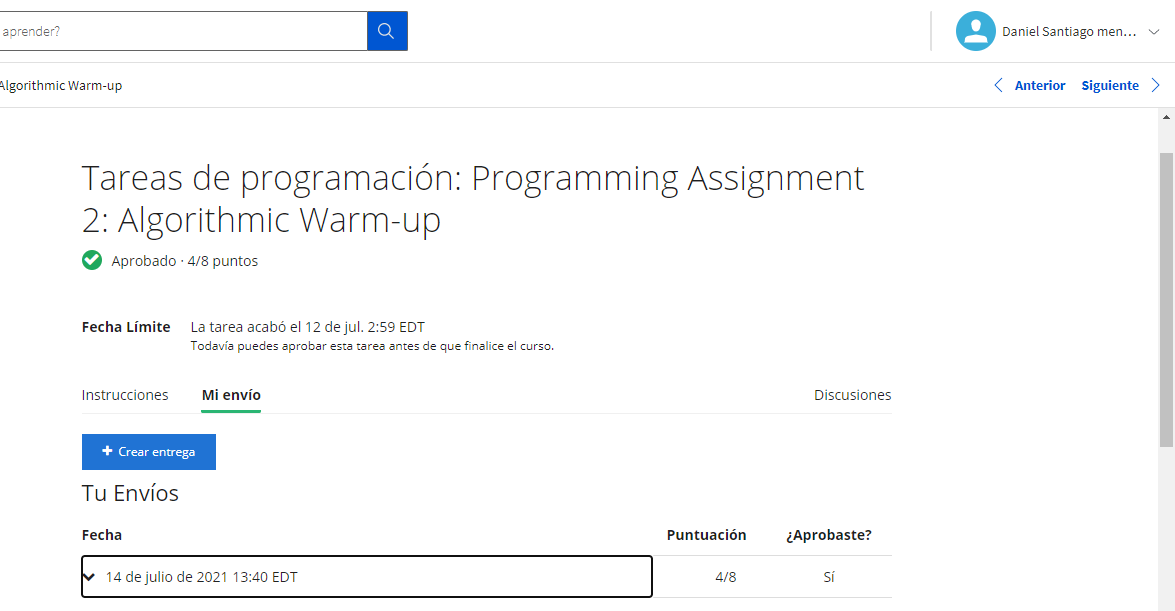 aprender?
Daniel Santiago men...
Algorithmic Warm-up
Anterior Siguiente
Tareas de programación: Programming Assignment
2: Algorithmic Warm-up
Aprobado · 4/8 puntos
Fecha Límite La tarea acabó el 12 de jul. 2:59 EDT
Todavía puedes aprobar esta tarea antes de que finalice el curso.
Instrucciones Mi envío Discusiones
+ Crear entrega
Tu Envíos
Fecha Puntuación ¿Aprobaste?
14 de julio de 2021 13:40 EDT 4/8 Sí